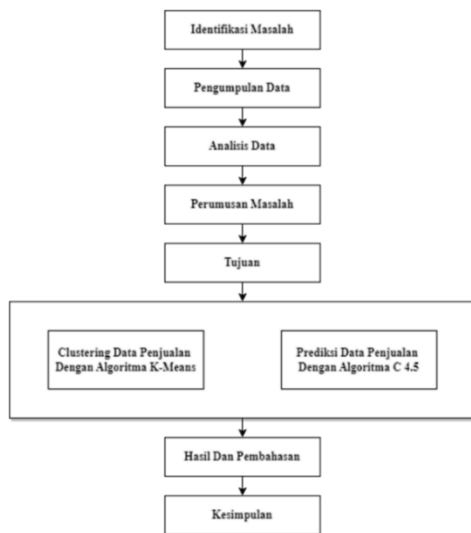 Identifikasi Masalah
Pengumpulan Data
Analisis Data
Perumusan Masalah
Tujuan
Clustering Data Penjualan
Dengan Algoritma K-Means
Prediksi Data Penjualan
Dengan Algoritma C 4.5
Hasil Dan Pembahasan
Kesimpulan